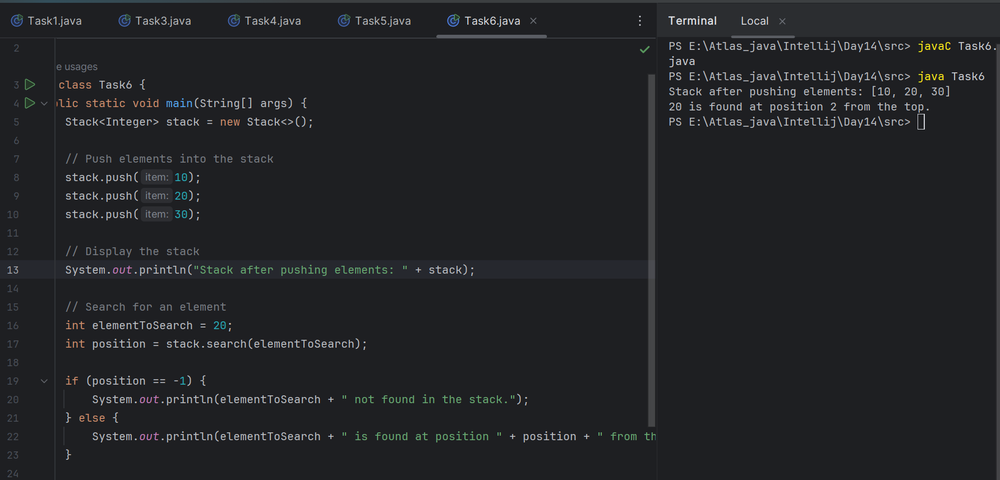 Task1.java Task3.java Task4.java Task5.java Task6.java
2
e usages
3 class Task6 {
4 lic static void main(String[] args) {
5 Stack<Integer> stack = new Stack<>();
6
7 // Push elements into the stack
8 stack.push( item: 10);
9 stack.push( item: 20);
10 stack.push( item: 30);
11
12 // Display the stack
13 System.out.println("Stack after pushing elements: " + stack);
14
15 // Search for an element
16 int elementToSearch = 20;
17 int position = stack.search(elementToSearch);
18
19 if (position == -1) {
20 System.out.println(elementToSearch + " not found in the stack.");
21 } else {
22 System.out.println(elementToSearch + " is found at position " + position + " from th
23 }
24
Terminal Local
PS E:\Atlas_java\Intellij\Day14\src> javaC Task6.
java
PS E:\Atlas_java\Intellij\Day14\src> java Task6
Stack after pushing elements: [10, 20, 30]
20 is found at position 2 from the top.
PS E:\Atlas_java\Intellij\Day14\src>